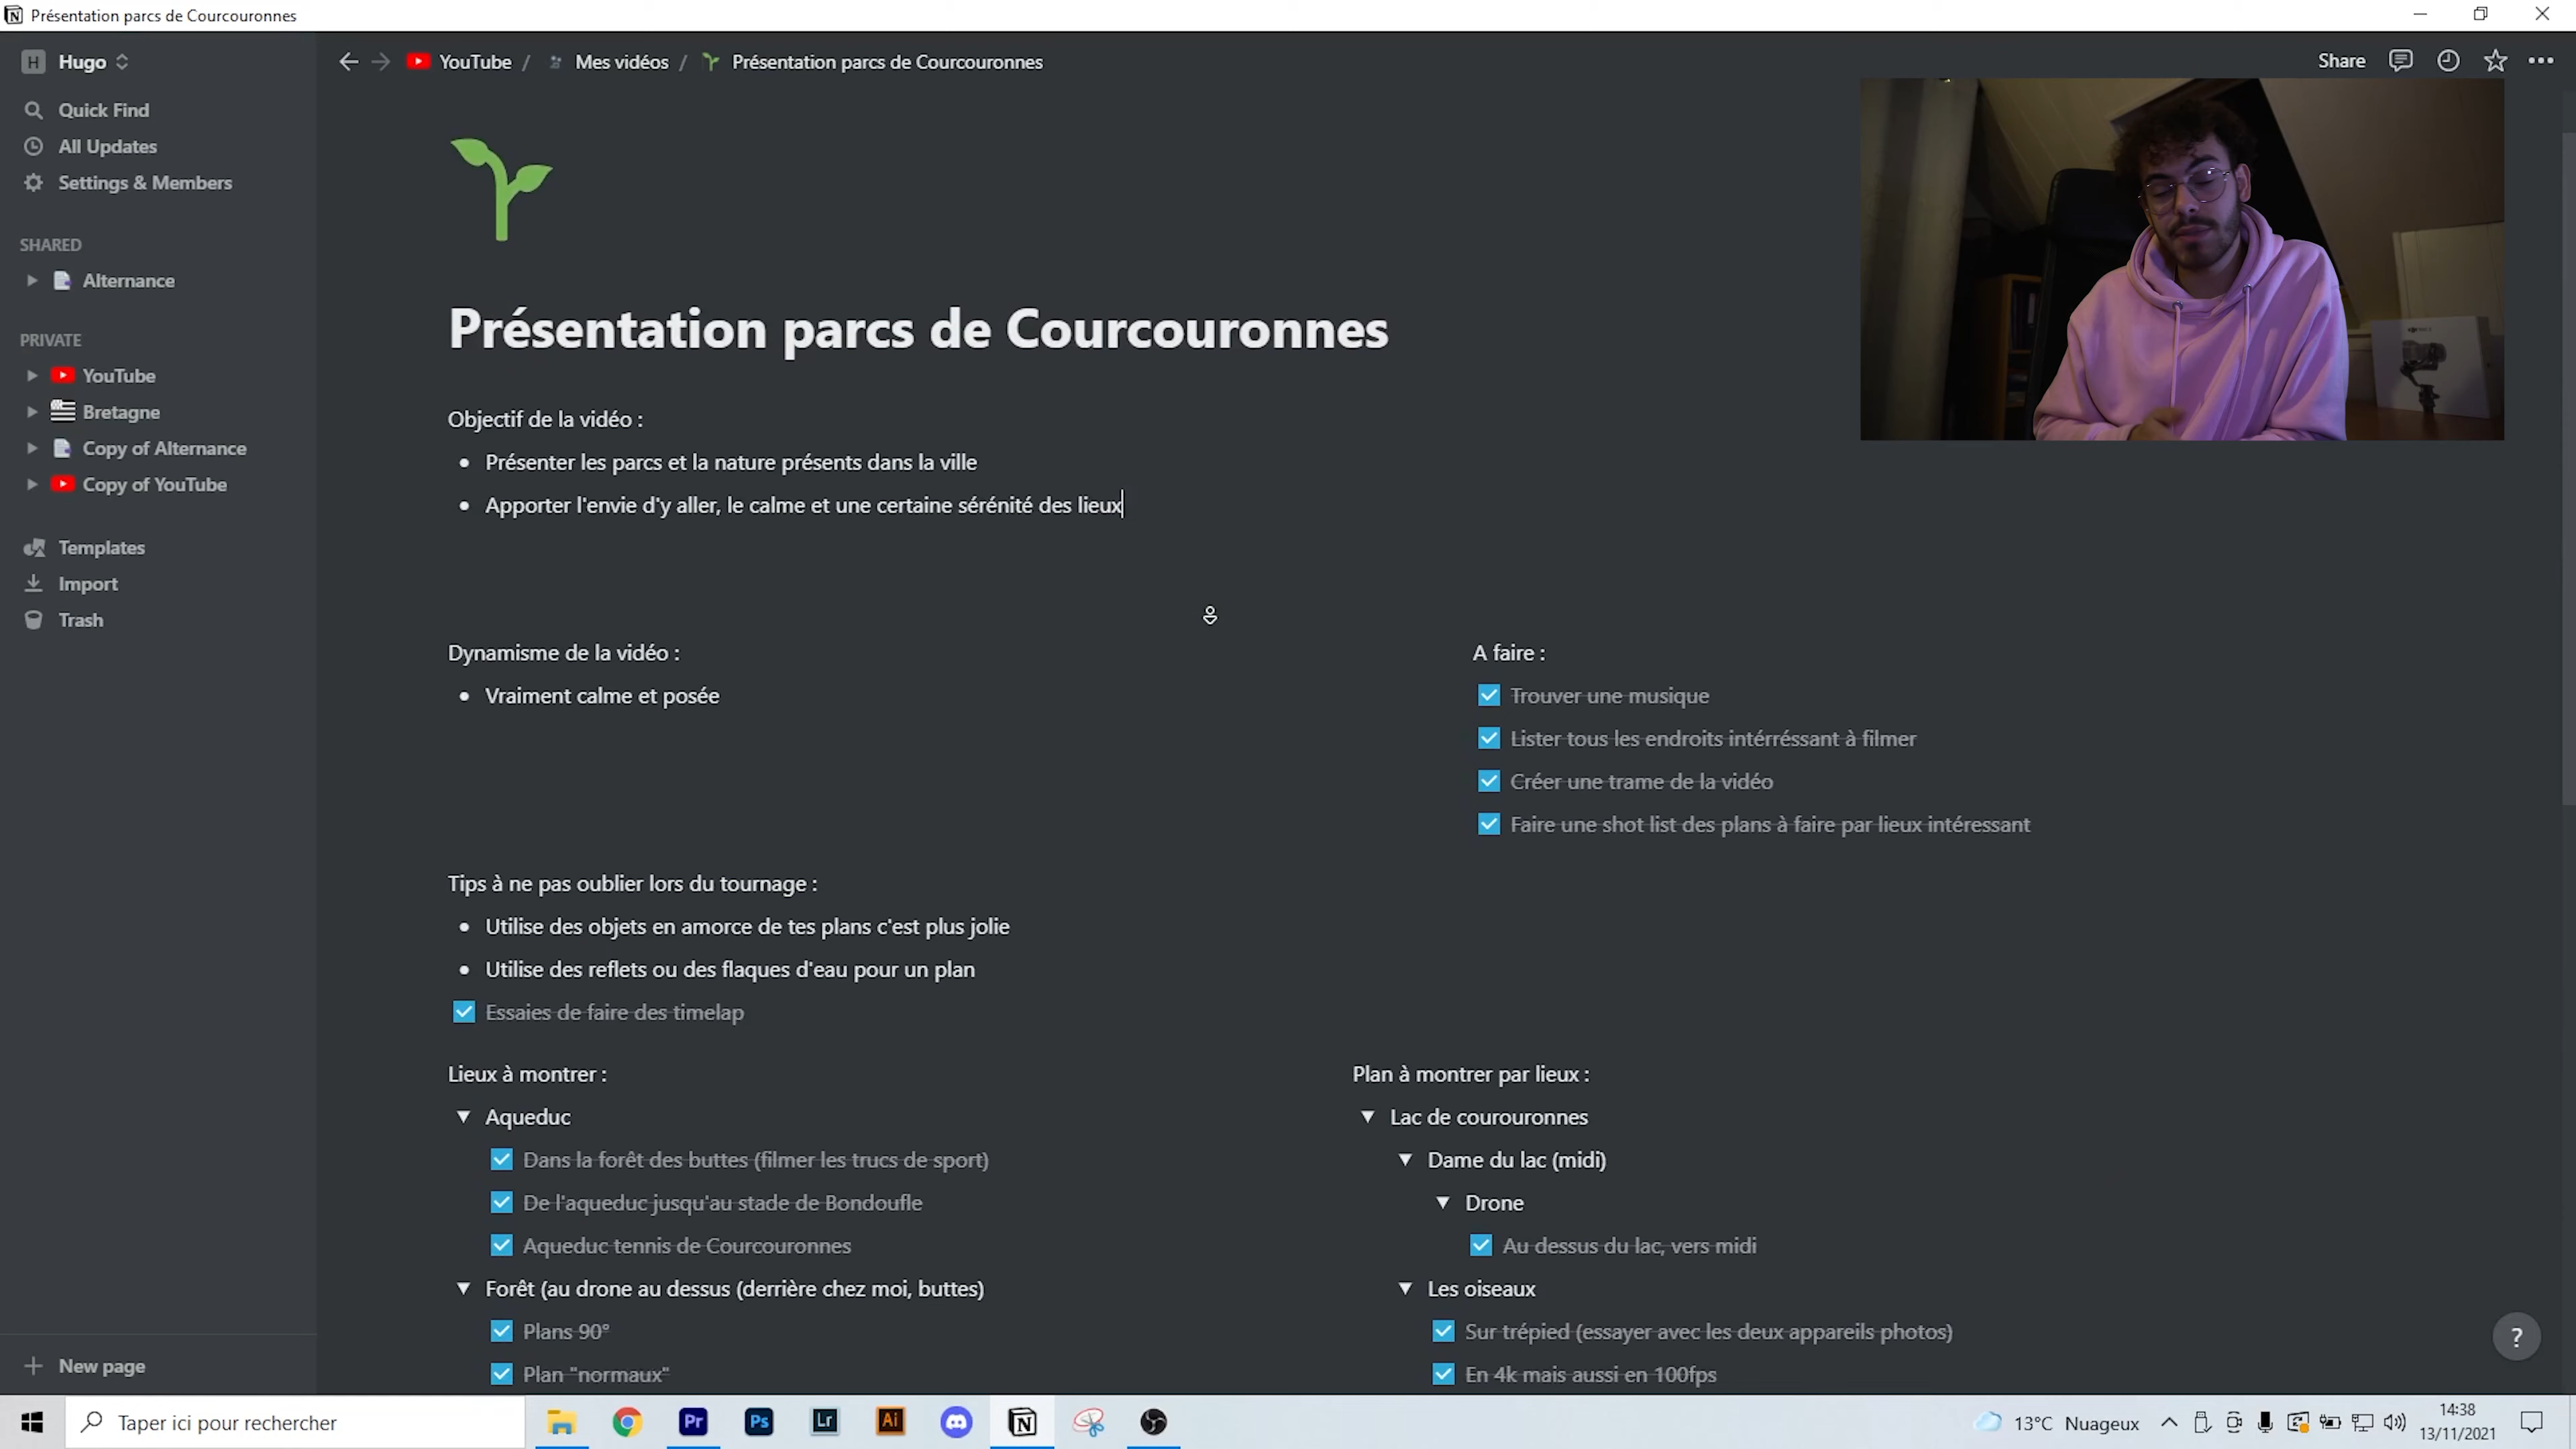 Présentation parcs de Courcouronnes
H Hugo
Quick Find
All Updates
Settings & Members
SHARED
Alternance
PRIVATE
YouTube
Bretagne
Copy of Alternance
Copy of YouTube
Templates
Import
Trash
New page
YouTube / Mes vidéos / Présentation parcs de Courcouronnes
Share
Présentation parcs de Courcouronnes
Objectif de la vidéo :
Présenter les parcs et la nature présents dans la ville
Apporter l'envie d'y aller, le calme et une certaine sérénité des lieux
Dynamisme de la vidéo :
Vraiment calme et posée
A faire :
Trouver une musique
Lister tous les endroits intérréssant à filmer
Créer une trame de la vidéo
Faire une shot list des plans à faire par lieux intéressant
Tips à ne pas oublier lors du tournage :
Utilise des objets en amorce de tes plans c'est plus jolie
Utilise des reflets ou des flaques d'eau pour un plan
Essaies de faire des timelap
Lieux à montrer :
Aqueduc
Dans la forêt des buttes (filmer les trucs de sport)
De l'aqueduc jusqu'au stade de Bondoufle
Aqueduc tennis de Courcouronnes
Forêt (au drone au dessus (derrière chez moi, buttes)
Plans 90°
Plan "normaux"
Plan à montrer par lieux :
Lac de courouronnes
Dame du lac (midi)
Drone
Au dessus du lac, vers midi
Les oiseaux
Sur trépied (essayer avec les deux appareils photos)
En 4k mais aussi en 100fps
?
Taper ici pour rechercher
Pr
Ps
Lr
Ai
13°C Nuageux
14:38
13/11/2021